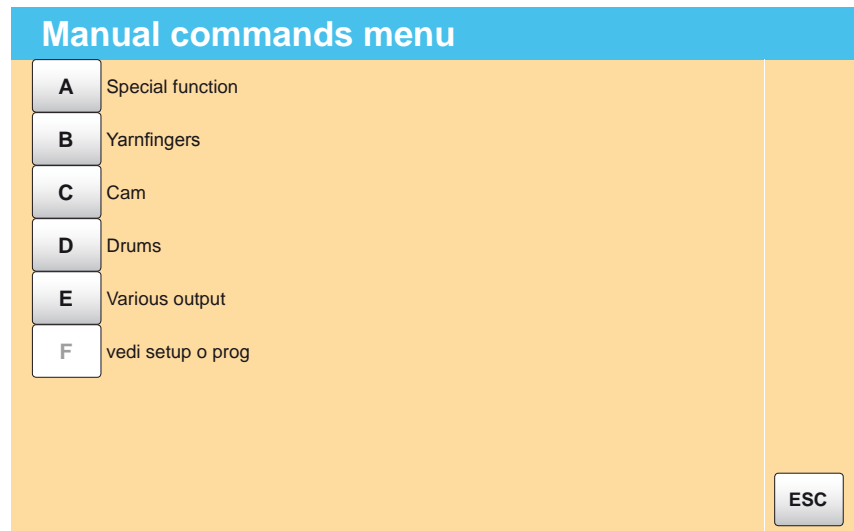 Manual commands menu
A Special function
B Yarnfingers
C Cam
D Drums
E Various output
F vedi setup o prog
ESC